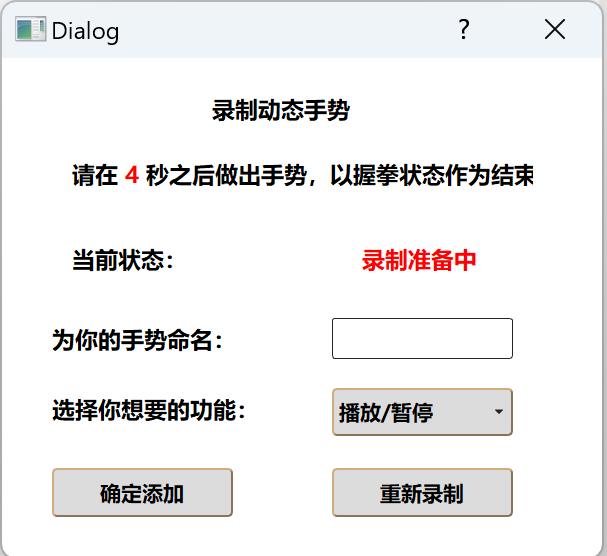 Dialog ?
录制动态手势
请在 4 秒之后做出手势，以握拳状态作为结束
当前状态： 录制准备中
为你的手势命名：
选择你想要的功能： 播放/暂停
确定添加 重新录制